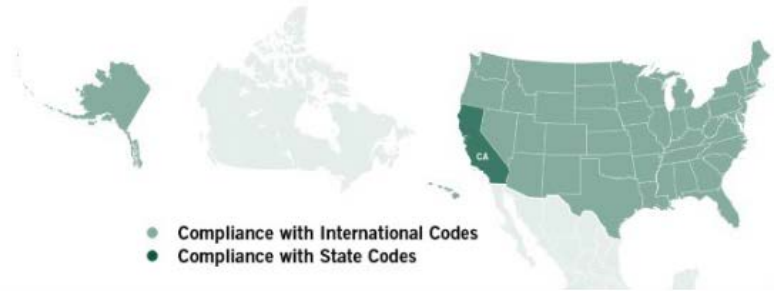 CA
Compliance with International Codes
Compliance with State Codes